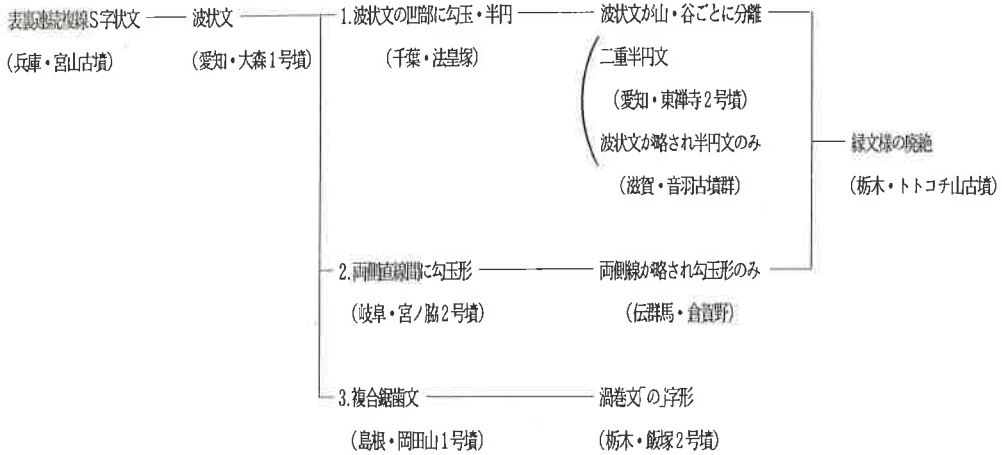 表裏連続複線S字状文
(兵庫・宮山古墳)
波状文
(愛知・大森1号墳)
1.波状文の凹部に勾玉・半円
(千葉・法皇塚)
波状文が山・谷ごとに分離
二重半円文
(愛知・東禅寺2号墳)
波状文が略され半円文のみ
(滋賀・音羽古墳群)
2.両側直線間に勾玉形
(岐阜・宮ノ脇2号墳)
両側線が略され勾玉形のみ
(伝群馬・倉賀野)
縁文様の廃絶
(栃木・トトコチ山古墳)
3.複合鋸歯文
(島根・岡田山1号墳)
渦巻文「の」字形
(栃木・飯塚2号墳)